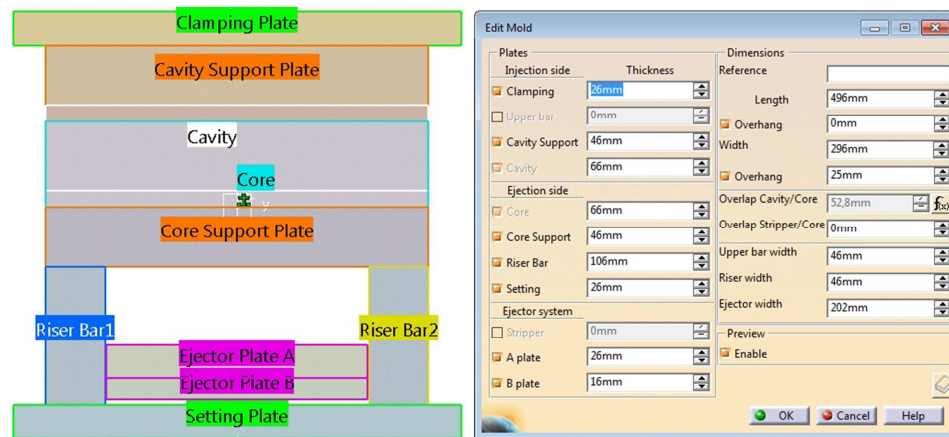 Clamping Plate
Cavity Support Plate
Cavity
Core
y
Core Support Plate
Riser Bar1
Riser Bar2
Ejector Plate A
Ejector Plate B
Setting Plate
Edit Mold
Plates
Injection side Thickness
Clamping 26mm
Upper bar 0mm
Cavity Support 46mm
Cavity 66mm
Ejection side
Core 66mm
Core Support 46mm
Riser Bar 106mm
Setting 26mm
Ejector system
Stripper 0mm
A plate 26mm
B plate 16mm
Dimensions
Reference
Length 496mm
Overhang 0mm
Width 296mm
Overhang 25mm
Overlap Cavity/Core 52,8mm f(x)
Overlap Stripper/Core 0mm
Upper bar width 46mm
Riser width 46mm
Ejector width 202mm
Preview
Enable
OK Cancel Help